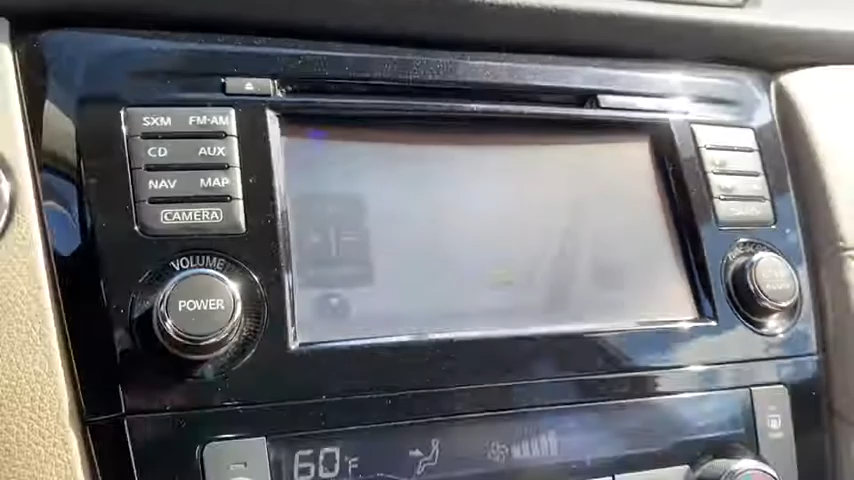 SXM FM-AM
CD AUX
NAV MAP
CAMERA
VOLUME
POWER
60°F